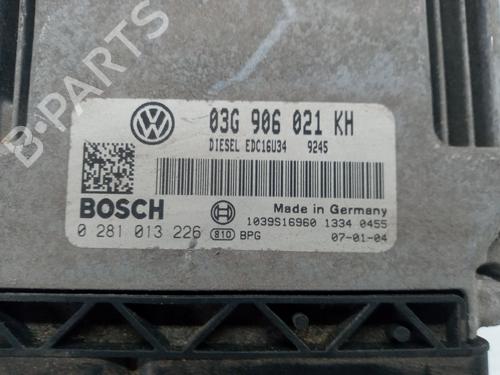 03G 906 021 KH
DIESEL EDC16U34 9245
BOSCH
Made in Germany
1039S16960 1334 0455
0 281 013 226 810 BPG 07-01-04